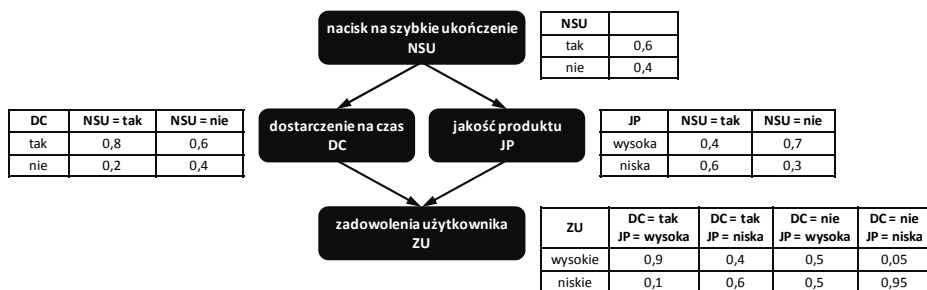 nacisk na szybkie ukończenie
NSU
NSU
tak 0,6
nie 0,4
DC NSU = tak NSU = nie
tak 0,8 0,6
nie 0,2 0,4
dostarczenie na czas
DC
jakość produktu
JP
JP NSU = tak NSU = nie
wysoka 0,4 0,7
niska 0,6 0,3
zadowolenia użytkownika
ZU
ZU DC = tak JP = wysoka DC = tak JP = niska DC = nie JP = wysoka DC = nie JP = niska
wysokie 0,9 0,4 0,5 0,05
niskie 0,1 0,6 0,5 0,95